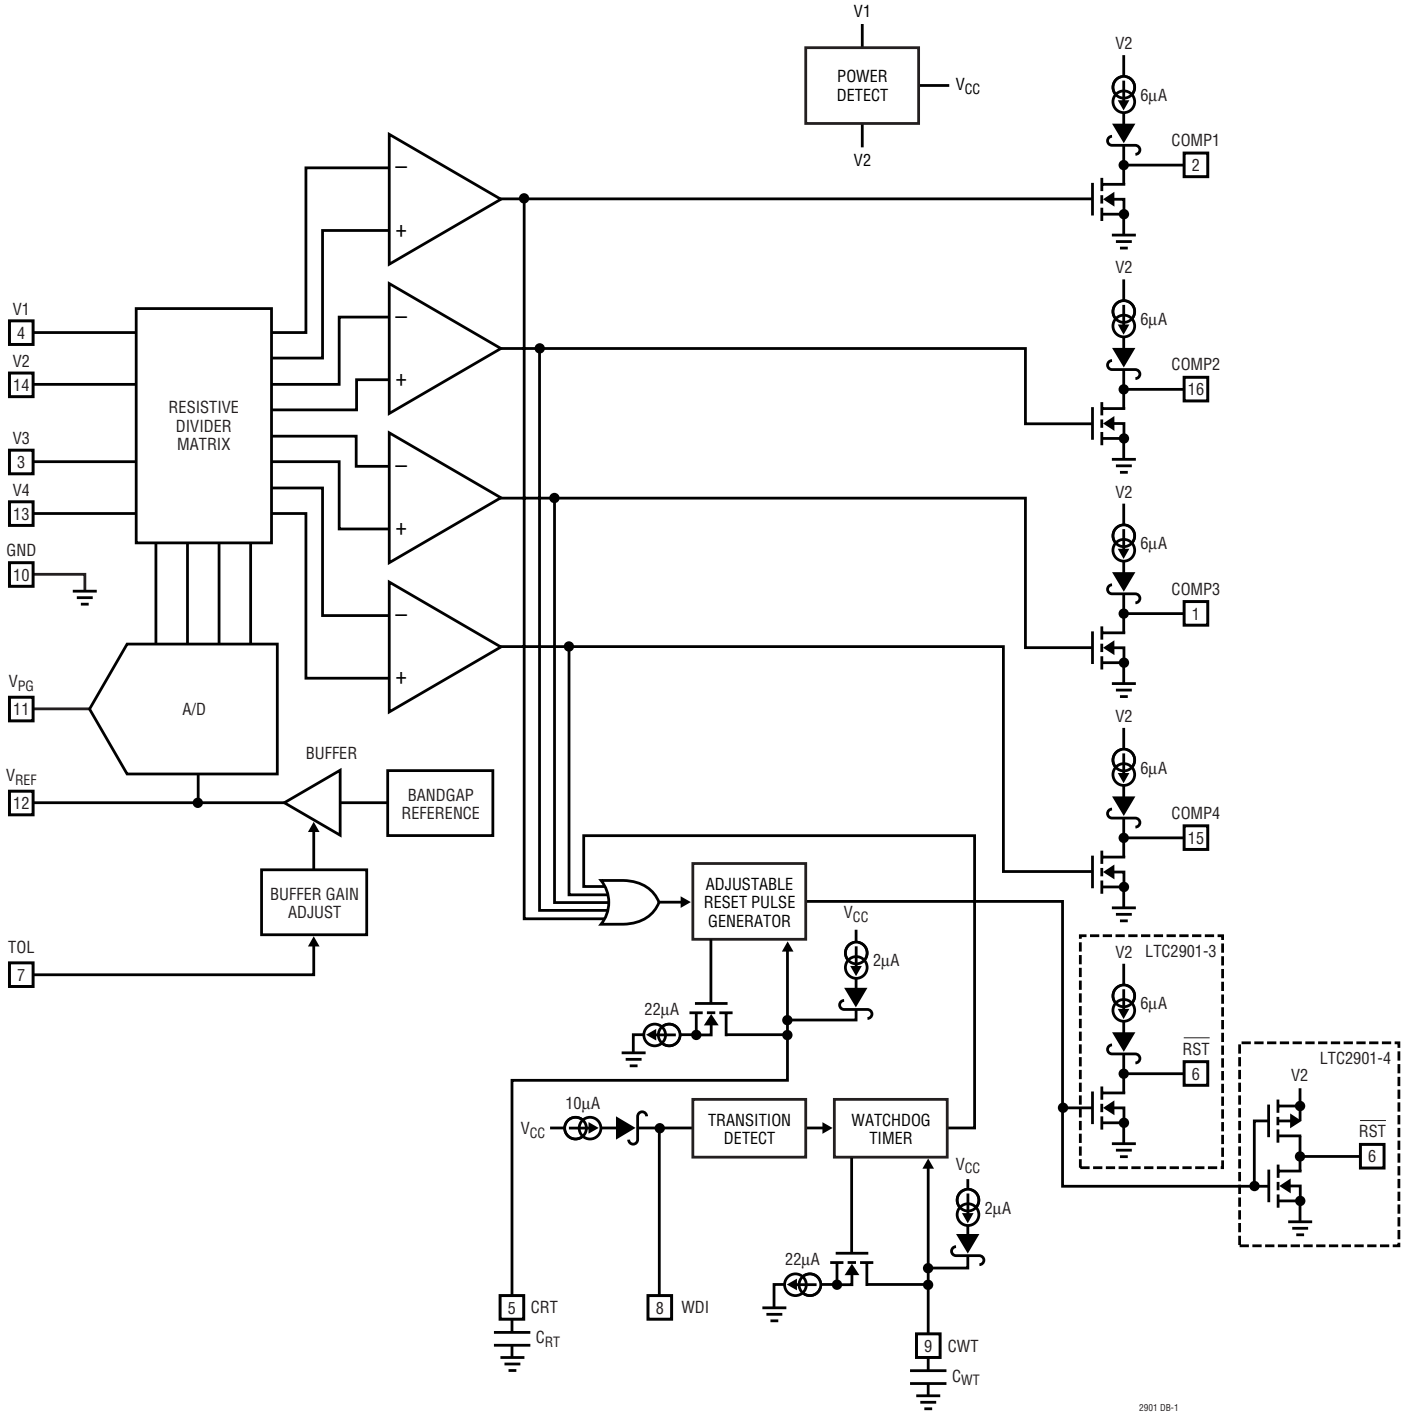 V1
POWER
DETECT
VCC
V2
V2
6µA
COMP1
2
−
+
V2
6µA
COMP2
16
−
+
V1
4
V2
14
V3
3
V4
13
GND
10
RESISTIVE
DIVIDER
MATRIX
−
+
V2
6µA
COMP3
1
−
+
VPG
11
A/D
VREF
12
BUFFER
BANDGAP
REFERENCE
V2
6µA
COMP4
15
BUFFER GAIN
ADJUST
TOL
7
ADJUSTABLE
RESET PULSE
GENERATOR
VCC
2µA
22µA
V2
LTC2901-3
6µA
RST
6
LTC2901-4
V2
RST
6
10µA
VCC
TRANSITION
DETECT
WATCHDOG
TIMER
VCC
2µA
22µA
5
CRT
CRT
8
WDI
9
CWT
CWT
2901 DB-1